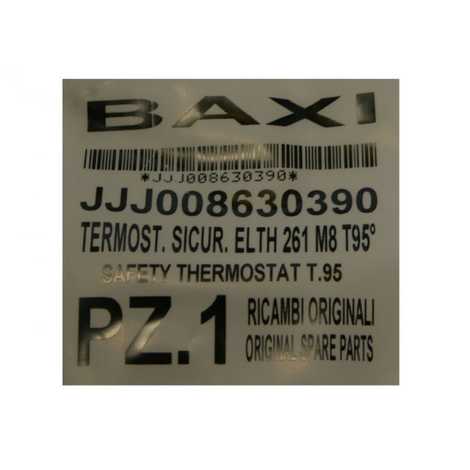 BAXI
*JJJ008630390*
JJJ008630390
TERMOST. SICUR. ELTH 261 M8 T95°
SAFETY THERMOSTAT T.95
PZ.1
RICAMBI ORIGINALI
ORIGINAL SPARE PARTS